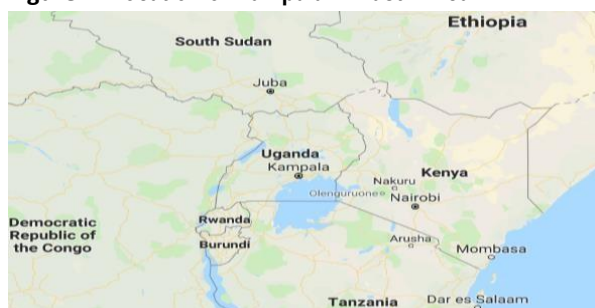 Ethiopia
South Sudan
Juba
Uganda
Kampala
Kenya
Nakuru
Olenguruone
Nairobi
Rwanda
Democratic
Republic of
the Congo
Burundi
Arusha
Mombasa
Tanzania
Dar es Salaam